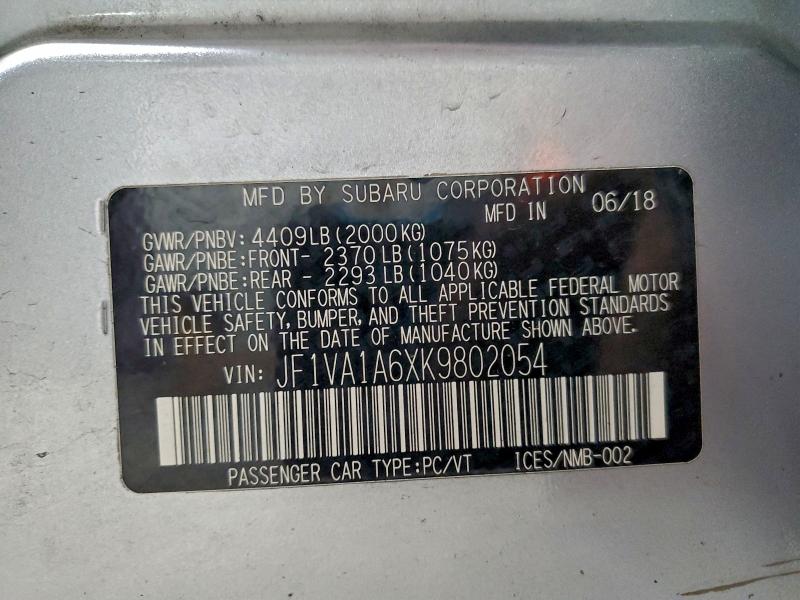 MFD BY SUBARU CORPORATION
MFD IN 06/18
GVWR/PNBV: 4409LB(2000KG)
GAWR/PNBE:FRONT- 2370LB(1075KG)
GAWR/PNBE:REAR - 2293LB(1040KG)
THIS VEHICLE CONFORMS TO ALL APPLICABLE FEDERAL MOTOR
VEHICLE SAFETY, BUMPER, AND THEFT PREVENTION STANDARDS
IN EFFECT ON THE DATE OF MANUFACTURE SHOWN ABOVE.
VIN: JF1VA1A6XK9802054
PASSENGER CAR TYPE:PC/VT ICES/NMB-002